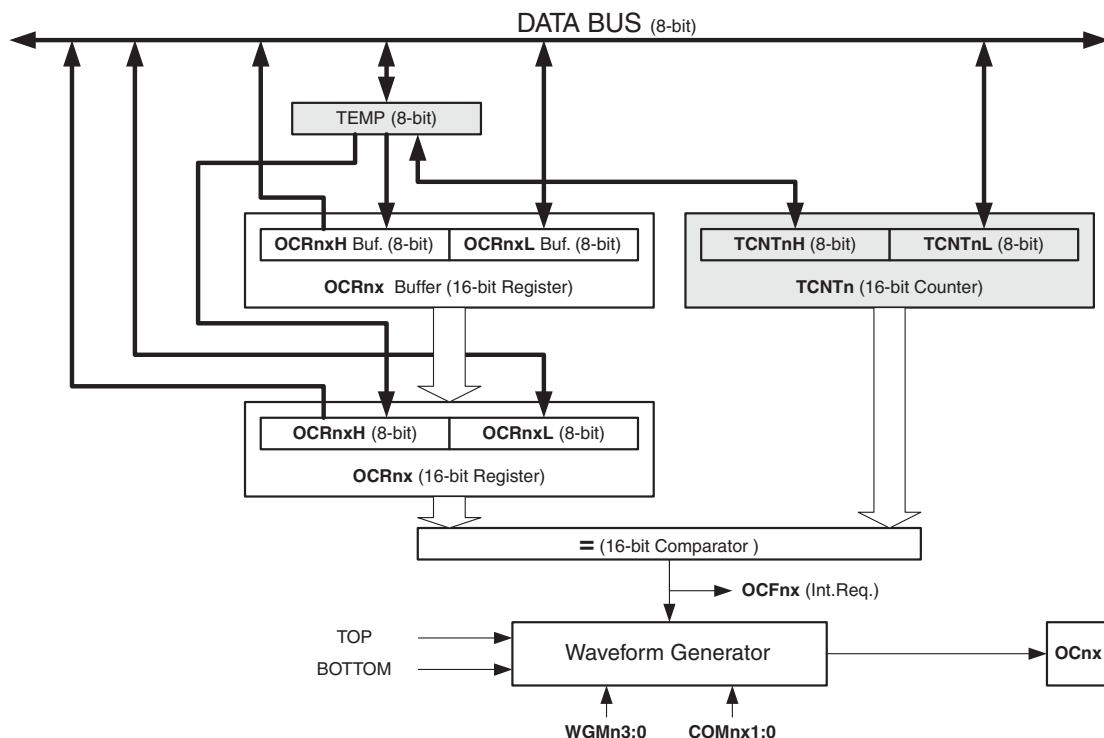 DATA BUS (8-bit)
TEMP (8-bit)
OCRnxH Buf. (8-bit) OCRnxL Buf. (8-bit) TCNTnH (8-bit) TCNTnL (8-bit)
OCRnx Buffer (16-bit Register) TCNTn (16-bit Counter)
OCRnxH (8-bit) OCRnxL (8-bit)
OCRnx (16-bit Register)
= (16-bit Comparator )
OCFnx (Int.Req.)
TOP
Waveform Generator OCnx
BOTTOM
WGMn3:0 COMnx1:0